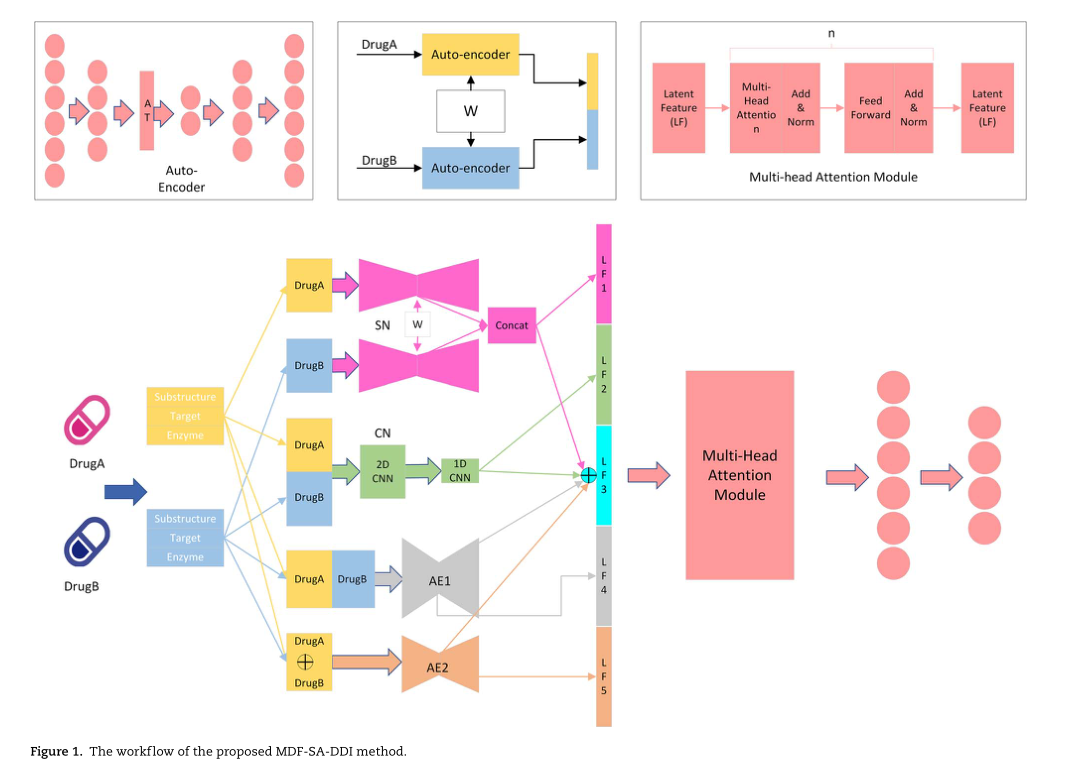 A
T
Auto-
Encoder
DrugA
Auto-encoder
W
DrugB
Auto-encoder
n
Latent
Feature
(LF)
Multi-
Head
Attentio
n
Add
&
Norm
Feed
Forward
Add
&
Norm
Latent
Feature
(LF)
Multi-head Attention Module
DrugA
DrugB
Substructure
Target
Enzyme
Substructure
Target
Enzyme
DrugA
SN
W
DrugB
Concat
DrugA
DrugB
CN
2D
CNN
1D
CNN
DrugA
DrugB
AE1
DrugA
DrugB
AE2
L
F
1
L
F
2
L
F
3
L
F
4
L
F
5
Multi-Head
Attention
Module
Figure 1. The workflow of the proposed MDF-SA-DDI method.